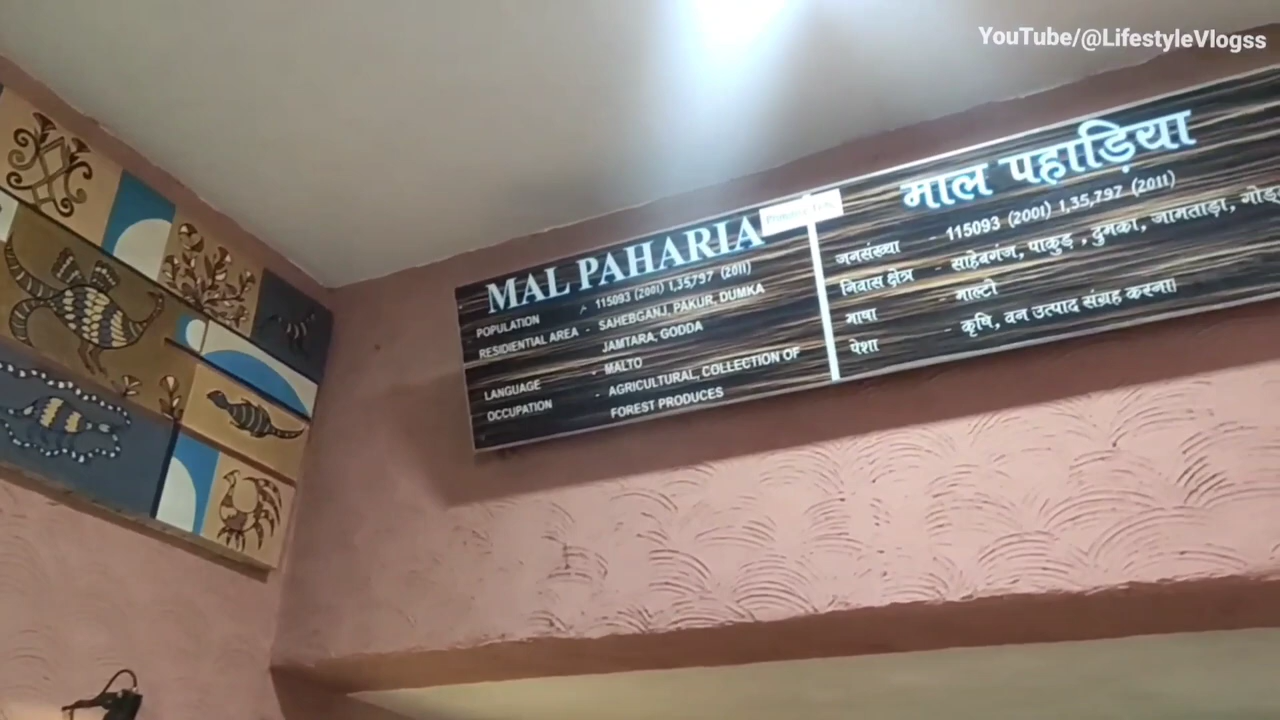 YouTube/@LifestyleVlogss
MAL PAHARIA
POPULATION - 115093 (2001) 1,35,797 (2011)
RESIDIENTIAL AREA - SAHEBGANJ, PAKUR, DUMKA
JAMTARA, GODDA
LANGUAGE - MALTO
OCCUPATION - AGRICULTURAL, COLLECTION OF
FOREST PRODUCES
माल पहाड़िया
जनसंख्या - 115093 (2001) 1,35,797 (2011)
निवास क्षेत्र - साहेबगंज, पाकुड़ , दुमका, जामताड़ा,
भाषा - माल्टो
पेशा - कृषि, वन उत्पाद संग्रह करना।